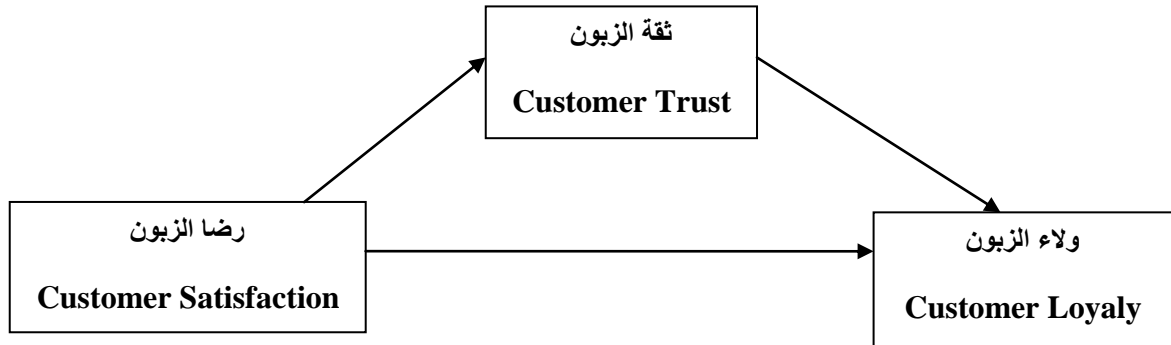 ثقة الزبون
Customer Trust
رضا الزبون
Customer Satisfaction
ولاء الزبون
Customer Loyaly